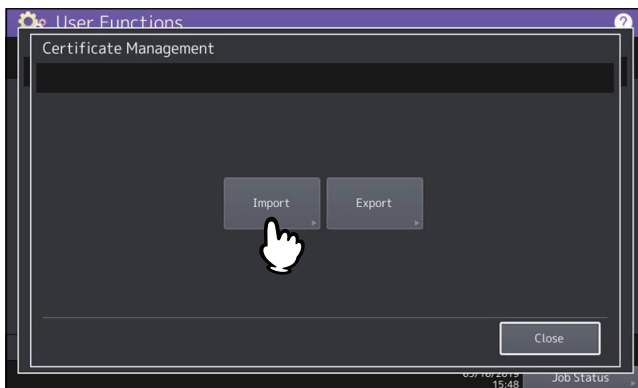 User Functions
?
Certificate Management
Import Export
Close
15:48 Job Status